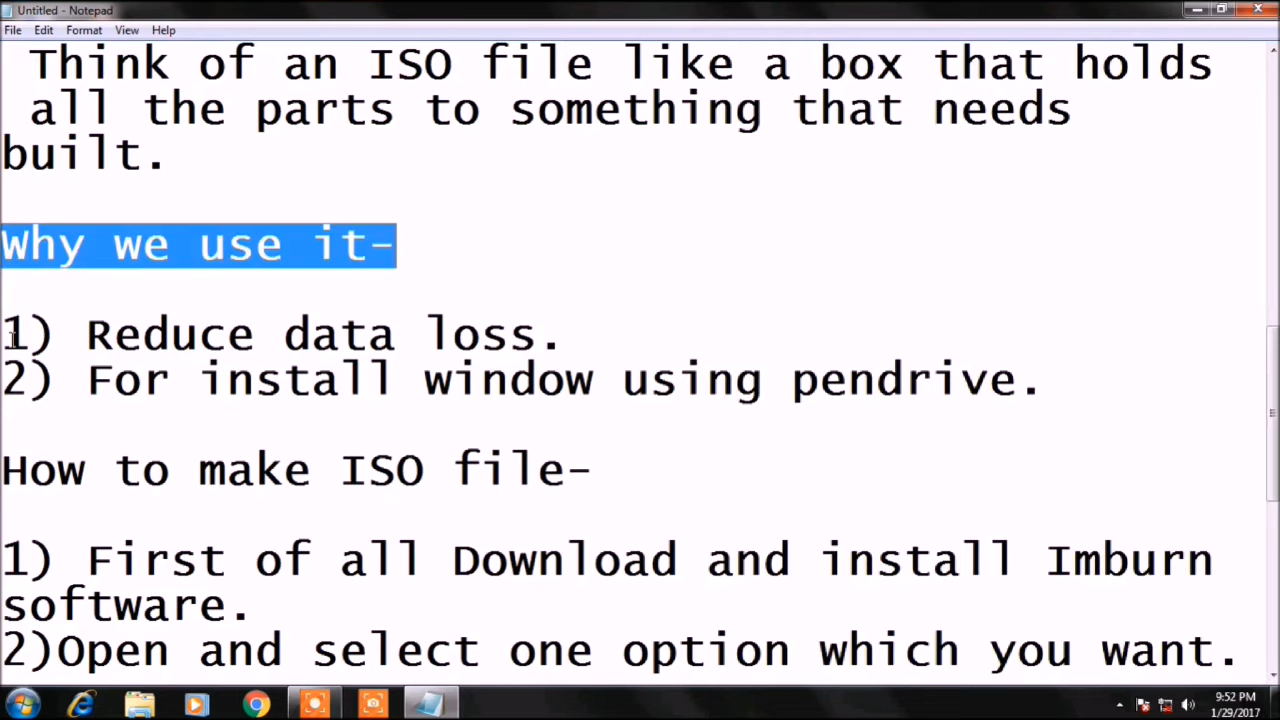 Untitled - Notepad
File Edit Format View Help
Think of an ISO file like a box that holds
all the parts to something that needs
built.
Why we use it-
1) Reduce data loss.
2) For install window using pendrive.
How to make ISO file-
1) First of all Download and install Imburn
software.
2)Open and select one option which you want.
9:52 PM
1/29/2017